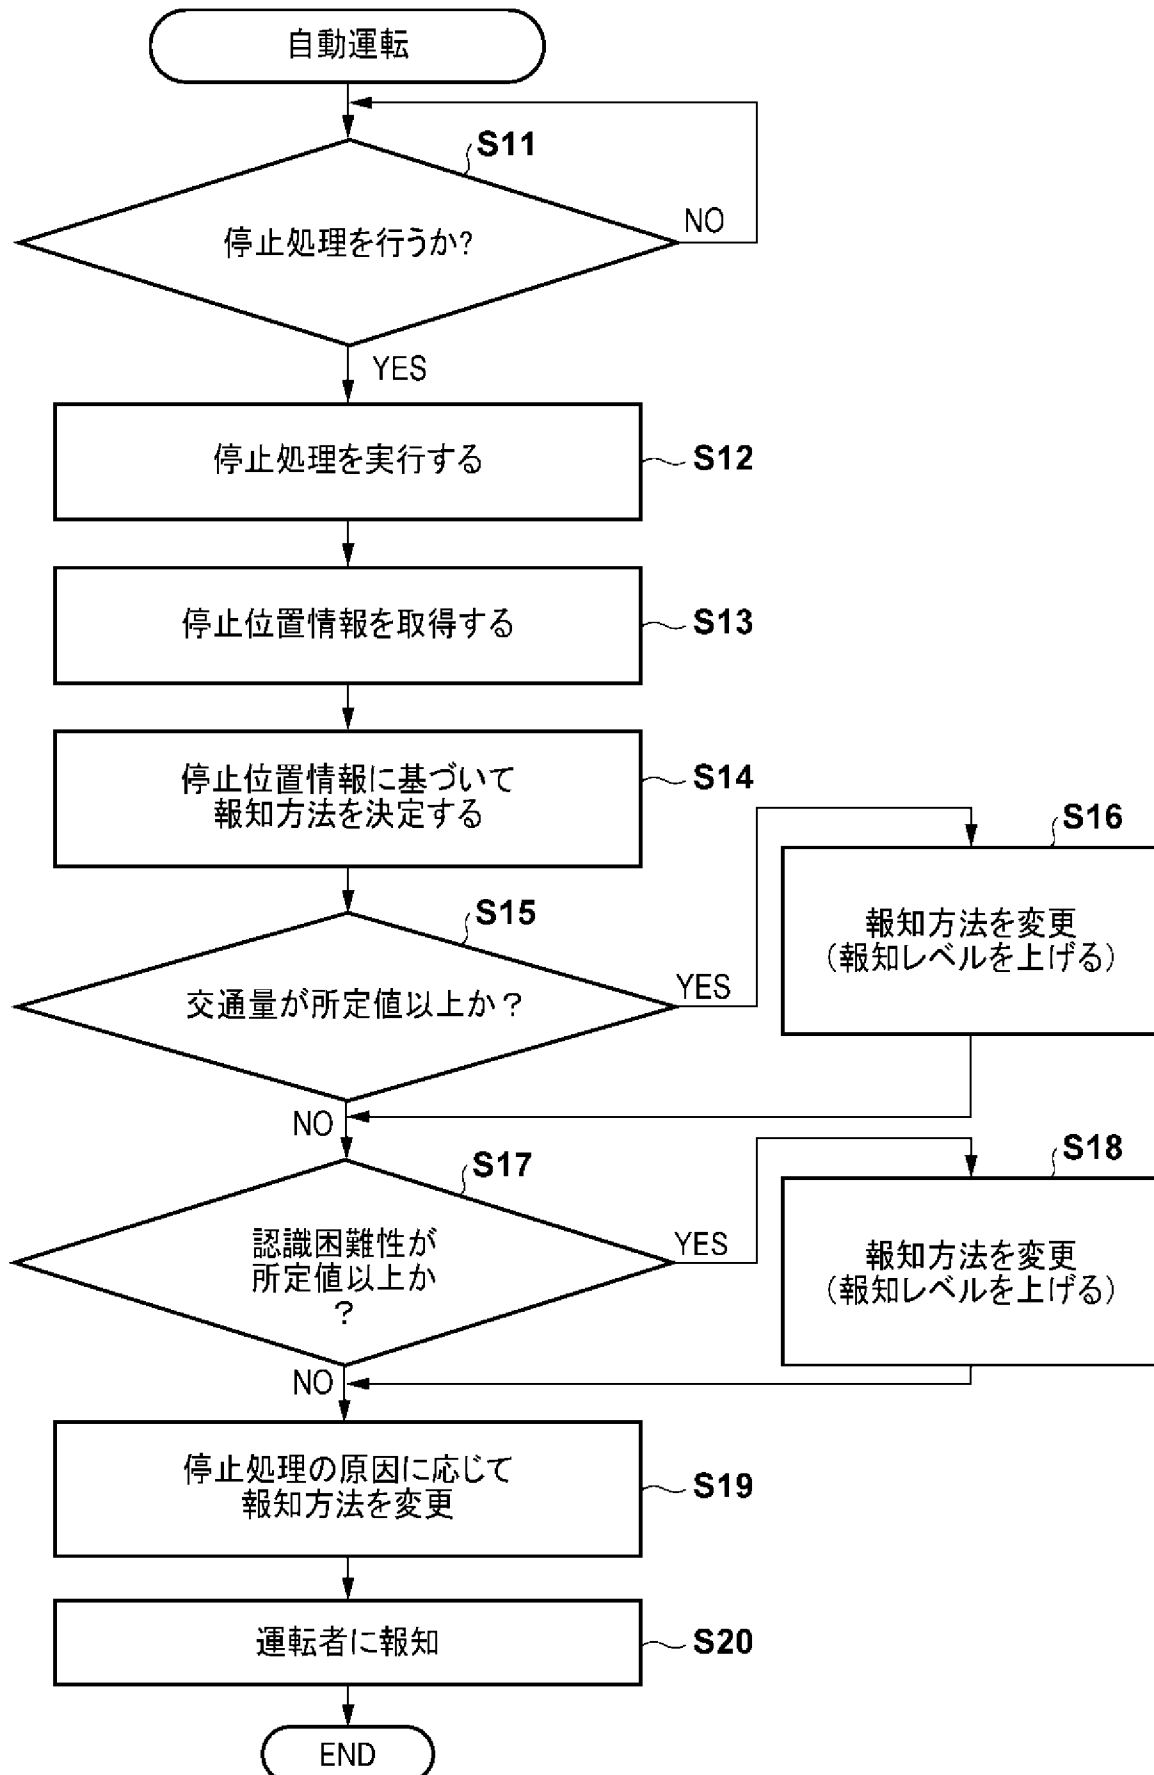 自動運転
S11
停止処理を行うか?
NO
YES
停止処理を実行する
S12
停止位置情報を取得する
S13
停止位置情報に基づいて
報知方法を決定する
S14
S15
交通量が所定値以上か？
YES
NO
S16
報知方法を変更
(報知レベルを上げる)
S17
認識困難性が
所定値以上か
？
YES
NO
S18
報知方法を変更
(報知レベルを上げる)
停止処理の原因に応じて
報知方法を変更
S19
運転者に報知
S20
END